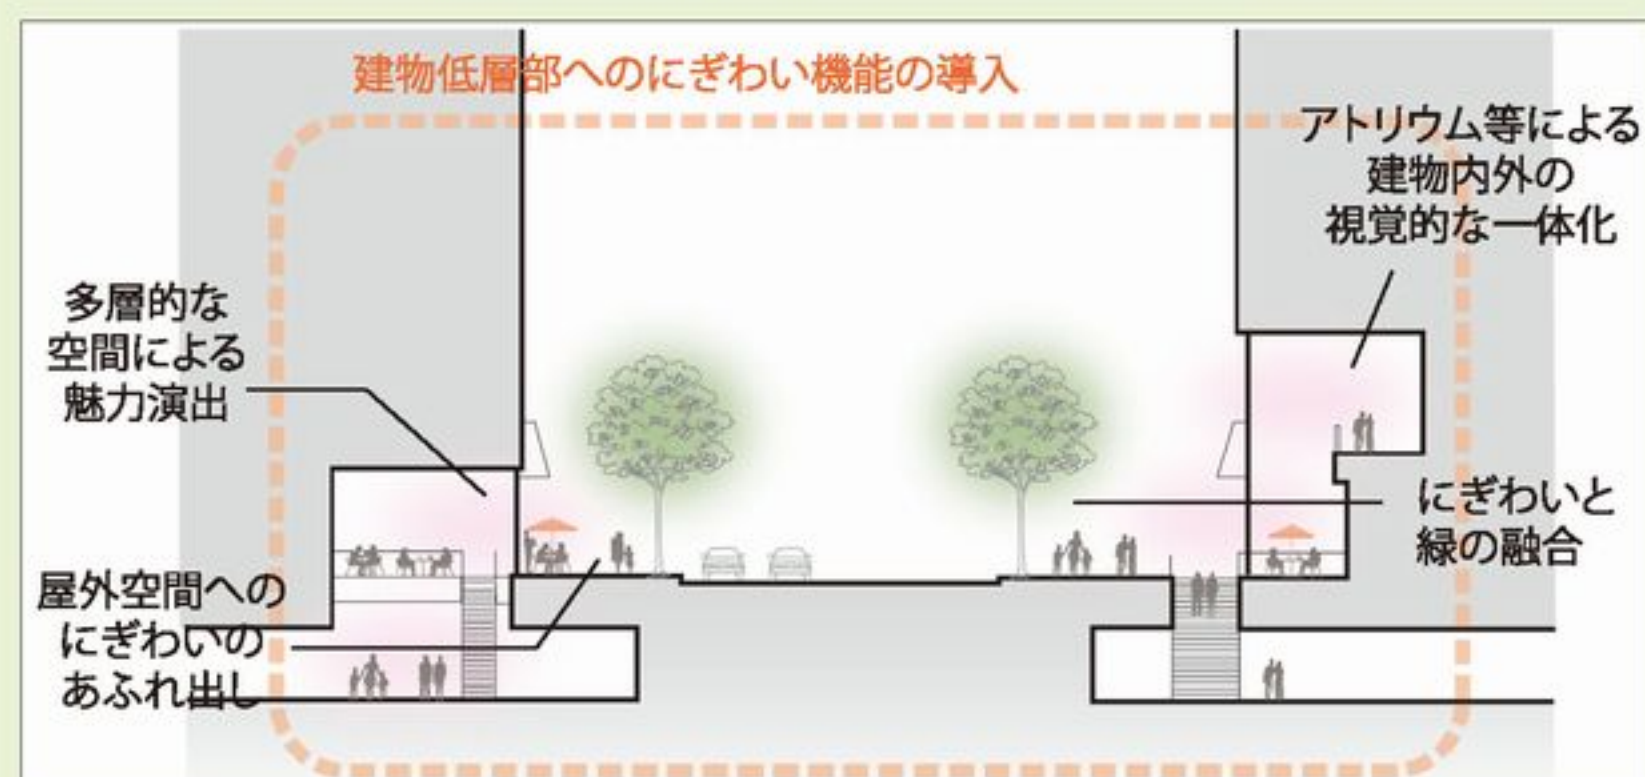 建物低層部へのにぎわい機能の導入
アトリウム等による
建物内外の
視覚的な一体化
多層的な
空間による
魅力演出
にぎわいと
緑の融合
屋外空間への
にぎわいの
あふれ出し